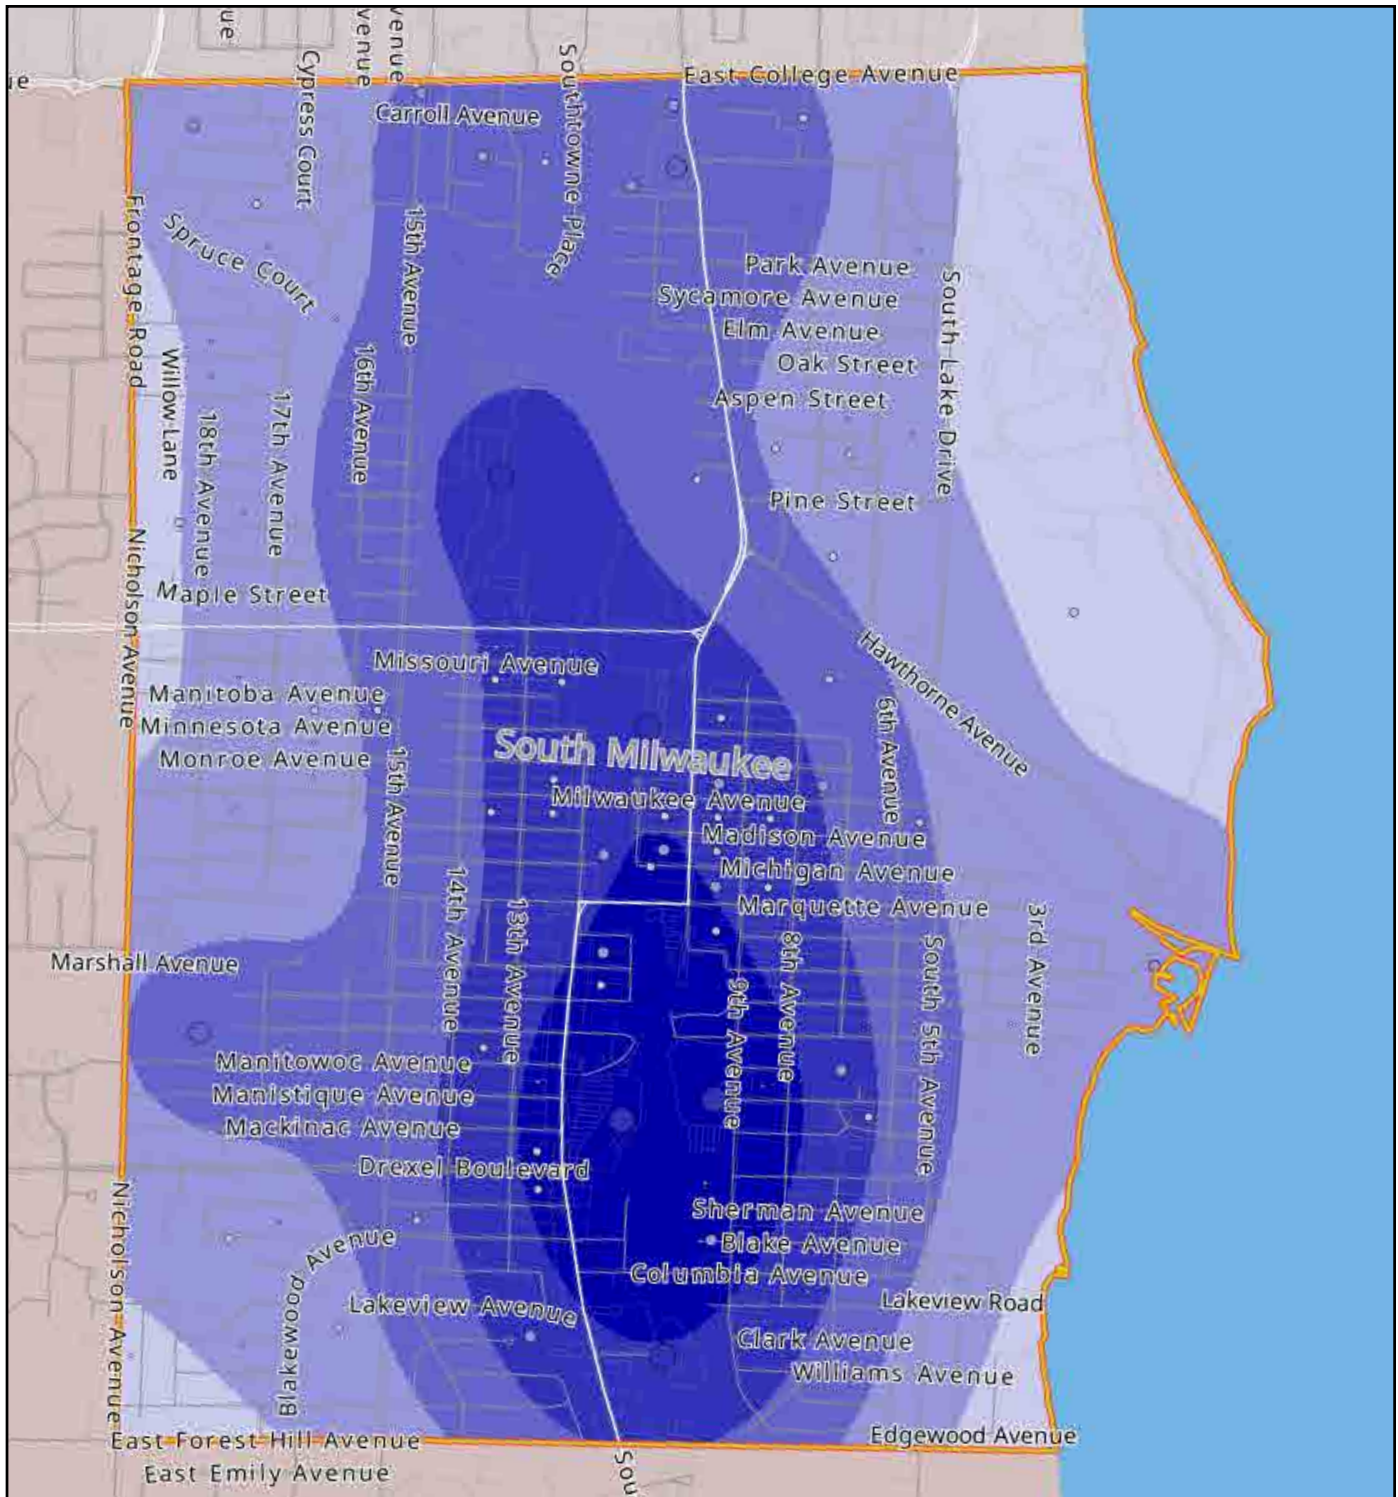 ue
venue
venue
ue
East College Avenue
Cypress Court
Carroll Avenue
Southtowne Place
Frontage Road
Spruce Court
15th Avenue
Park Avenue
Sycamore Avenue
Elm Avenue
Oak Street
South Lake Drive
Willow Lane
16th Avenue
Aspen Street
17th Avenue
18th Avenue
Pine Street
Nicholson Avenue
Maple Street
Hawthorne Avenue
Missouri Avenue
Manitoba Avenue
6th Avenue
Minnesota Avenue
South Milwaukee
Monroe Avenue
15th Avenue
Milwaukee Avenue
Madison Avenue
Michigan Avenue
14th Avenue
13th Avenue
Marquette Avenue
3rd Avenue
8th Avenue
South 5th Avenue
Marshall Avenue
9th Avenue
Manitowoc Avenue
Manistique Avenue
Mackinac Avenue
Drexel Boulevard
Nicholson Avenue
Sherman Avenue
Blakewood Avenue
Blake Avenue
Columbia Avenue
Lakeview Avenue
Lakeview Road
Clark Avenue
Williams Avenue
East Forest Hill Avenue
Edgewood Avenue
East Emily Avenue
Sou